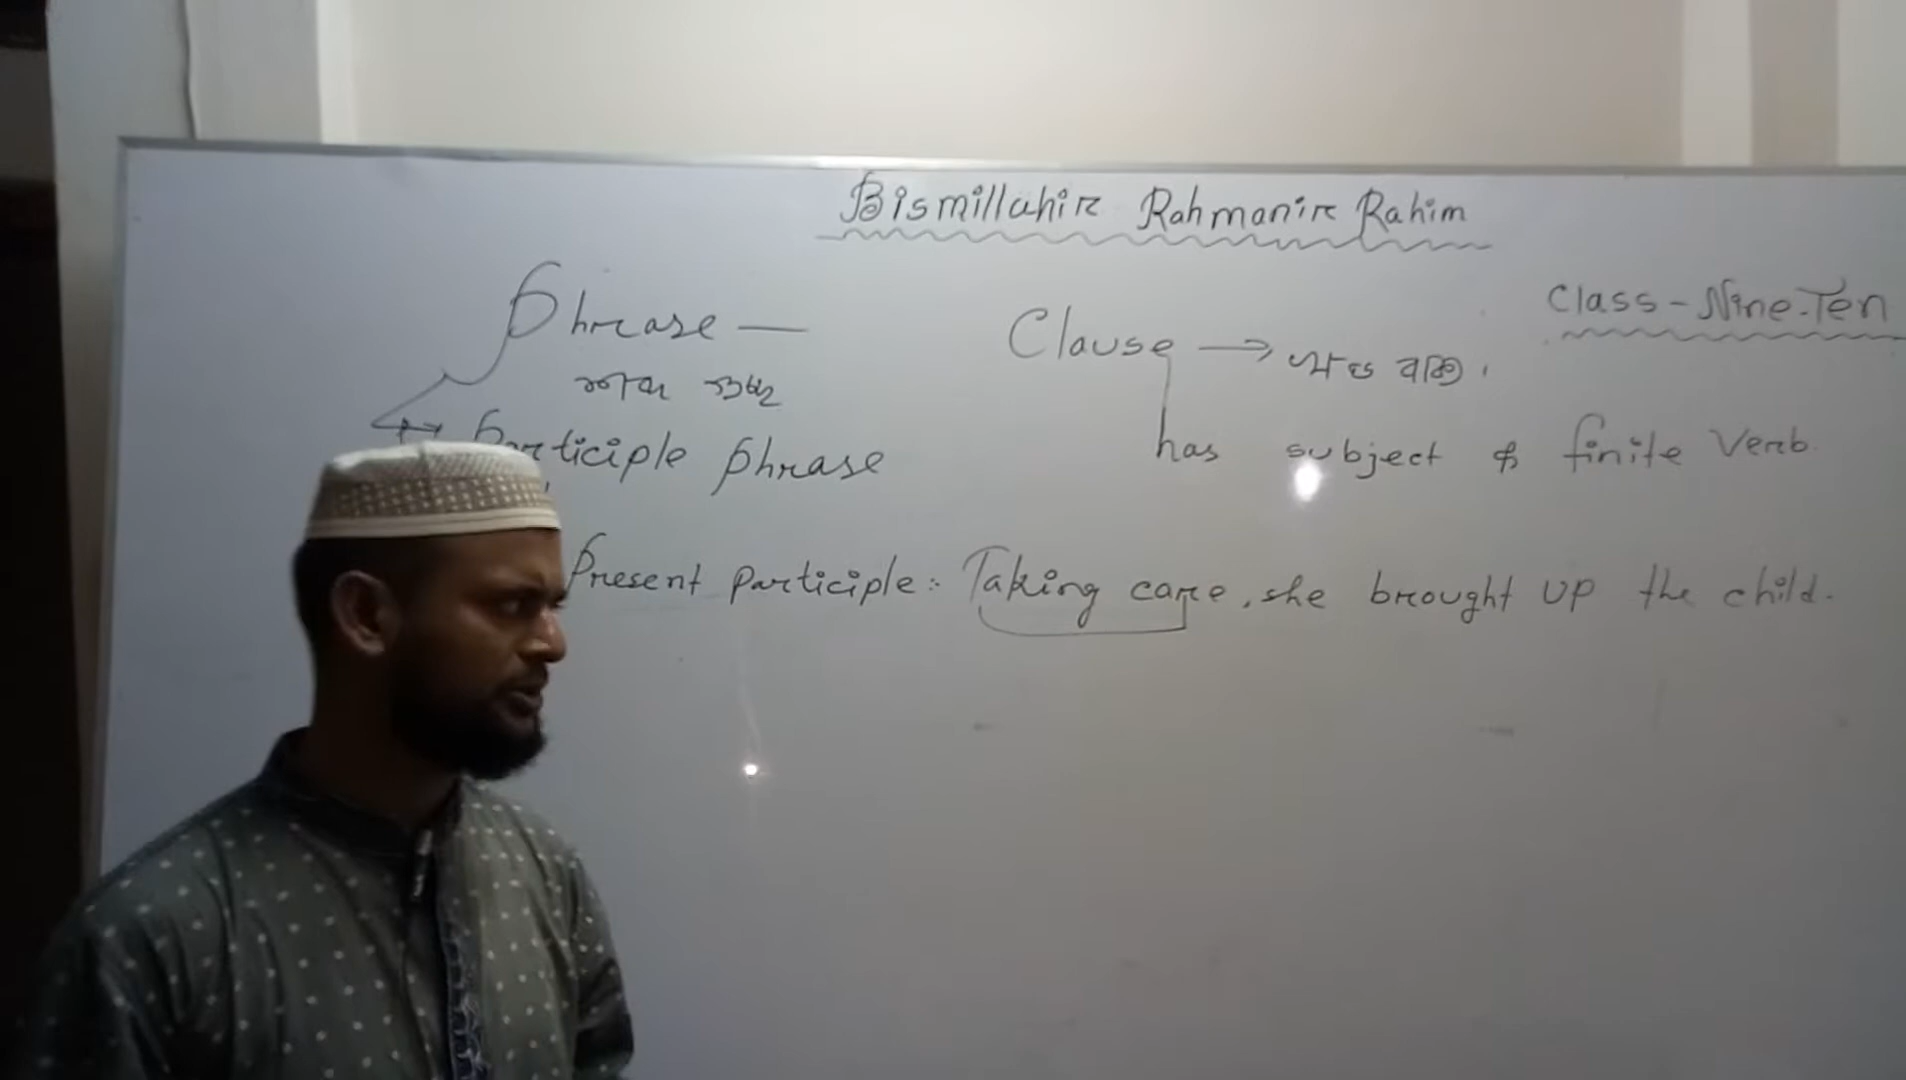 Bismillahir Rahmanir Rahim
Class-Nine-Ten
Phrase —
Clause → খণ্ড বাক্য।
শব্দ গুচ্ছ
Participle phrase
has subject & finite Verb.
Present participle: Taking care, she brought up the child.